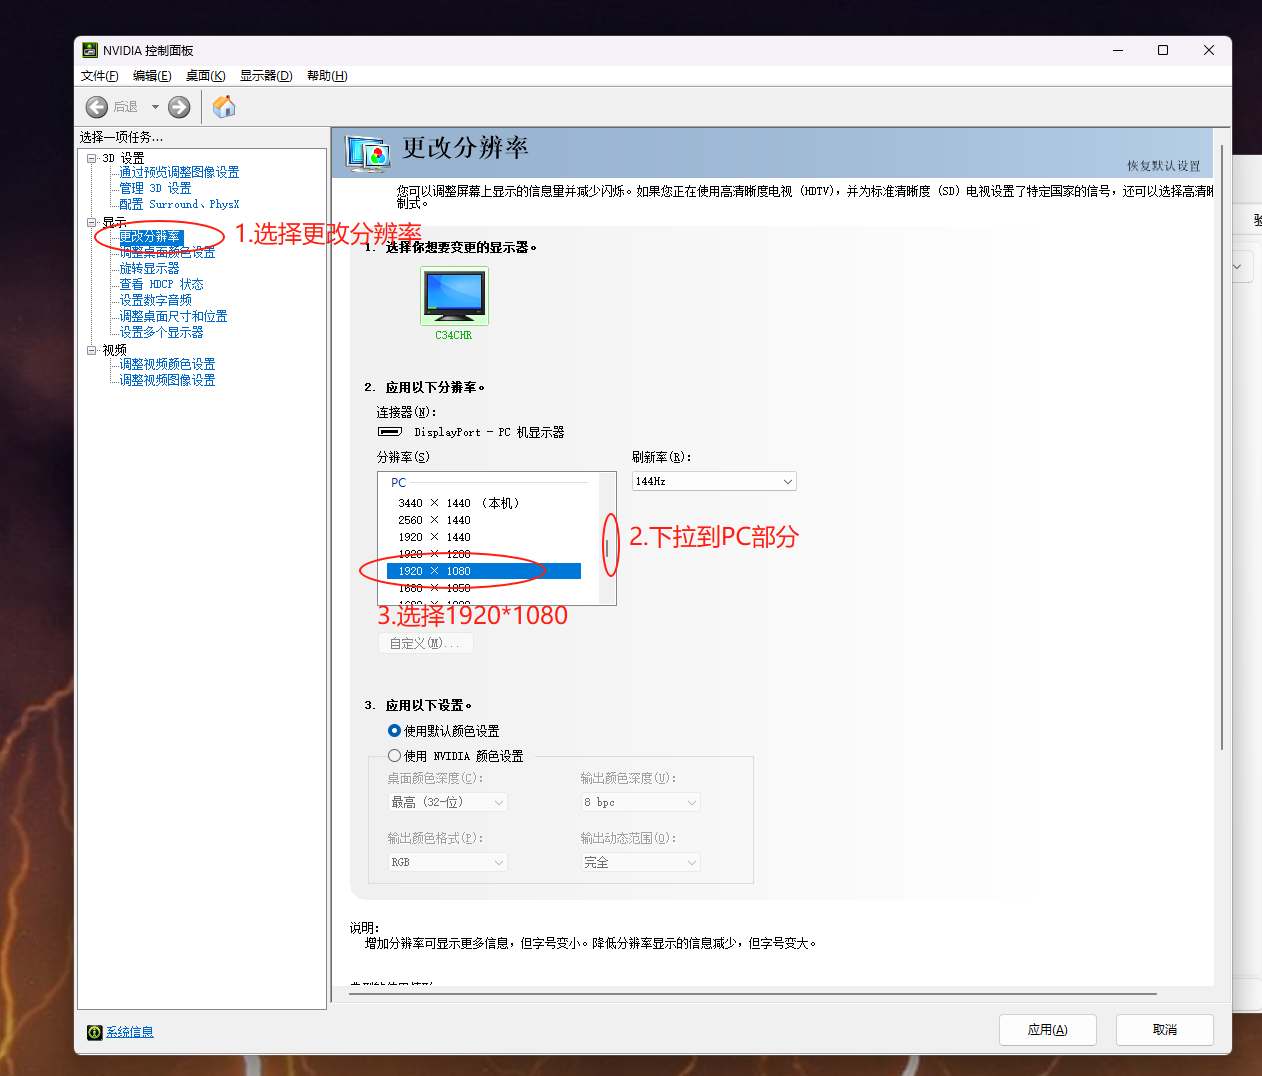 NVIDIA 控制面板
文件(F) 编辑(E) 桌面(K) 显示器(D) 帮助(H)
后退
选择一项任务...
3D 设置
通过预览调整图像设置
管理 3D 设置
配置 Surround、PhysX
显示
更改分辨率
调整桌面颜色设置
旋转显示器
查看 HDCP 状态
设置数字音频
调整桌面尺寸和位置
设置多个显示器
视频
调整视频颜色设置
调整视频图像设置
系统信息
1.选择更改分辨率
更改分辨率
恢复默认设置
您可以调整屏幕上显示的信息量并减少闪烁。如果您正在使用高清晰度电视 (HDTV)，并为标准清晰度 (SD) 电视设置了特定国家的信号，还可以选择高清晰
制式。
1. 选择你想要变更的显示器。
C34CHR
2. 应用以下分辨率。
连接器(N)：
DisplayPort - PC 机显示器
分辨率(S)
刷新率(R)：
PC
144Hz
3440 × 1440 （本机）
2560 × 1440
1920 × 1440
1920 × 1200
1920 × 1080
1680 × 1050
2.下拉到PC部分
3.选择1920*1080
自定义(M)...
3. 应用以下设置。
使用默认颜色设置
使用 NVIDIA 颜色设置
桌面颜色深度(C)：
输出颜色深度(U)：
最高 (32-位)
8 bpc
输出颜色格式(P)：
输出动态范围(O)：
RGB
完全
说明：
增加分辨率可显示更多信息，但字号变小。降低分辨率显示的信息减少，但字号变大。
应用(A)
取消